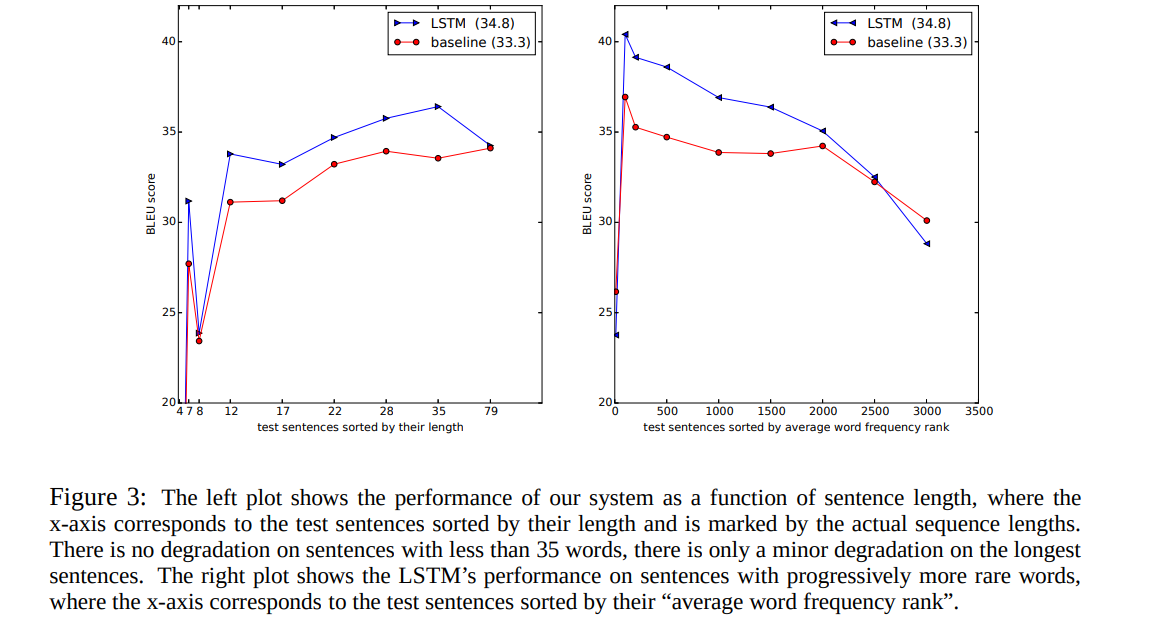 LSTM (34.8)
baseline (33.3)
40
35
30
25
20
BLEU score
4 7 8 12 17 22 28 35 79
test sentences sorted by their length
LSTM (34.8)
baseline (33.3)
40
35
30
25
20
BLEU score
0 500 1000 1500 2000 2500 3000 3500
test sentences sorted by average word frequency rank
Figure 3: The left plot shows the performance of our system as a function of sentence length, where the
x-axis corresponds to the test sentences sorted by their length and is marked by the actual sequence lengths.
There is no degradation on sentences with less than 35 words, there is only a minor degradation on the longest
sentences. The right plot shows the LSTM’s performance on sentences with progressively more rare words,
where the x-axis corresponds to the test sentences sorted by their “average word frequency rank”.